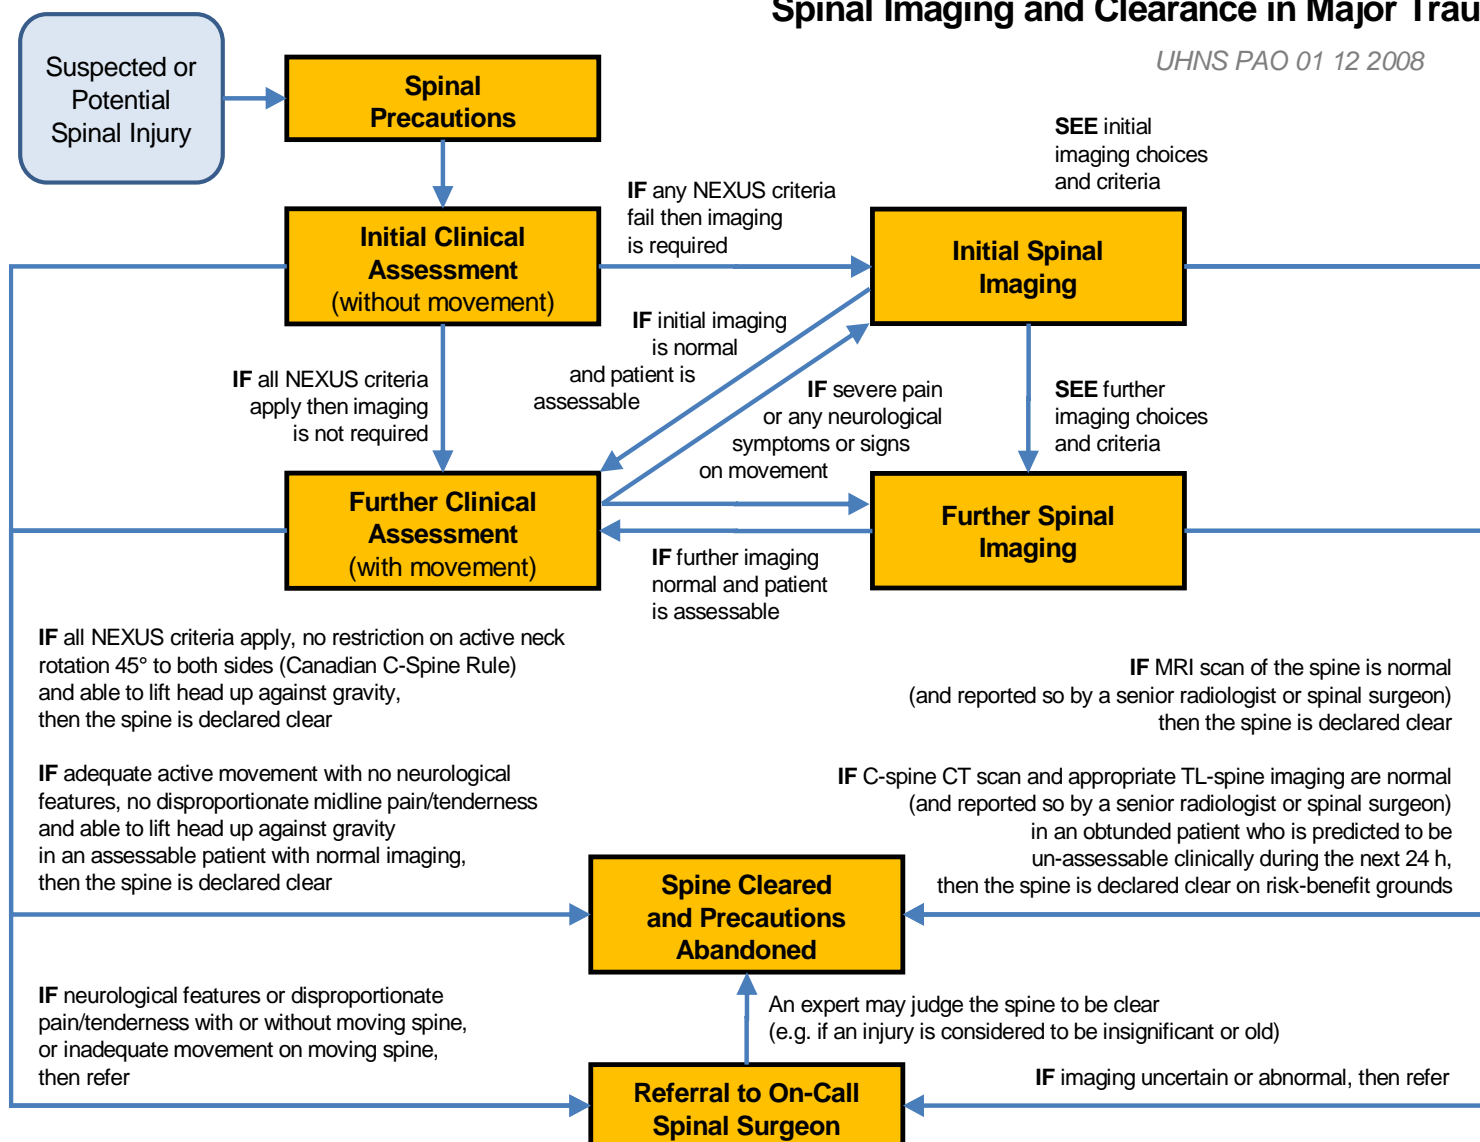 Spinal Imaging and Clearance in Major
UHNS PAO 01 12 2008
Suspected or
Potential
Spinal Injury
Spinal
Precautions
SEE initial
imaging choices
and criteria
IF any NEXUS criteria
fail then imaging
is required
Initial Clinical
Assessment
(without movement)
Initial Spinal
Imaging
IF initial imaging
is normal
and patient is
assessable
IF all NEXUS criteria
apply then imaging
is not required
IF severe pain
or any neurological
symptoms or signs
on movement
SEE further
imaging choices
and criteria
Further Clinical
Assessment
(with movement)
Further Spinal
Imaging
IF further imaging
normal and patient
is assessable
IF all NEXUS criteria apply, no restriction on active neck
rotation 45° to both sides (Canadian C-Spine Rule)
and able to lift head up against gravity,
then the spine is declared clear
IF MRI scan of the spine is normal
(and reported so by a senior radiologist or spinal surgeon)
then the spine is declared clear
IF adequate active movement with no neurological
features, no disproportionate midline pain/tenderness
and able to lift head up against gravity
in an assessable patient with normal imaging,
then the spine is declared clear
IF C-spine CT scan and appropriate TL-spine imaging are normal
(and reported so by a senior radiologist or spinal surgeon)
in an obtunded patient who is predicted to be
un-assessable clinically during the next 24 h,
then the spine is declared clear on risk-benefit grounds
Spine Cleared
and Precautions
Abandoned
IF neurological features or disproportionate
pain/tenderness with or without moving spine,
or inadequate movement on moving spine,
then refer
An expert may judge the spine to be clear
(e.g. if an injury is considered to be insignificant or old)
Referral to On-Call
Spinal Surgeon
IF imaging uncertain or abnormal, then refer